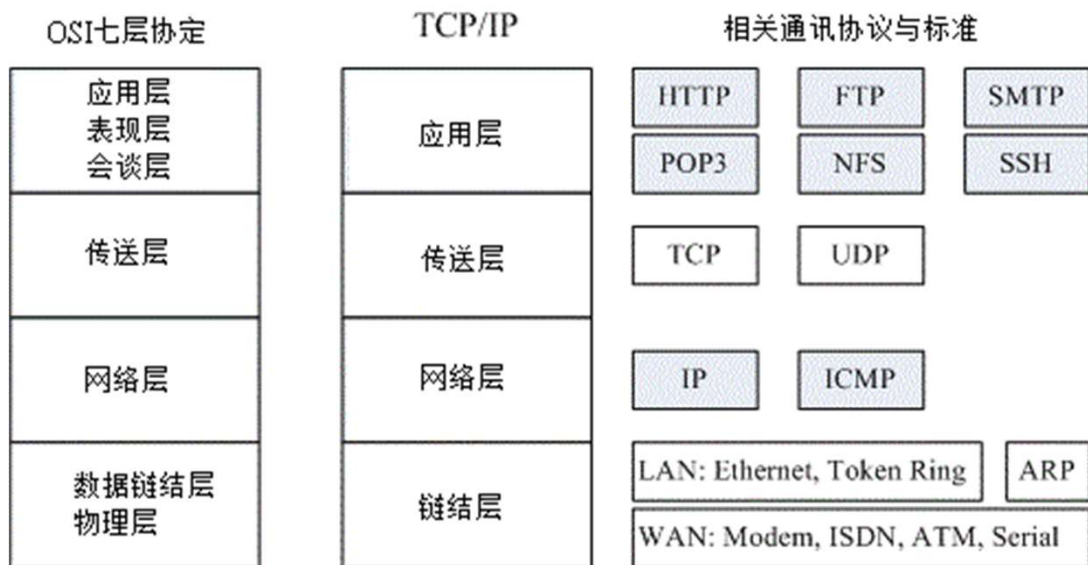 OSI七层协定 TCP/IP 相关通讯协议与标准
应用层
表现层
会谈层
应用层
HTTP FTP SMTP
POP3 NFS SSH
传送层 传送层 TCP UDP
网络层 网络层 IP ICMP
数据链结层
物理层
链结层
LAN: Ethernet, Token Ring ARP
WAN: Modem, ISDN, ATM, Serial